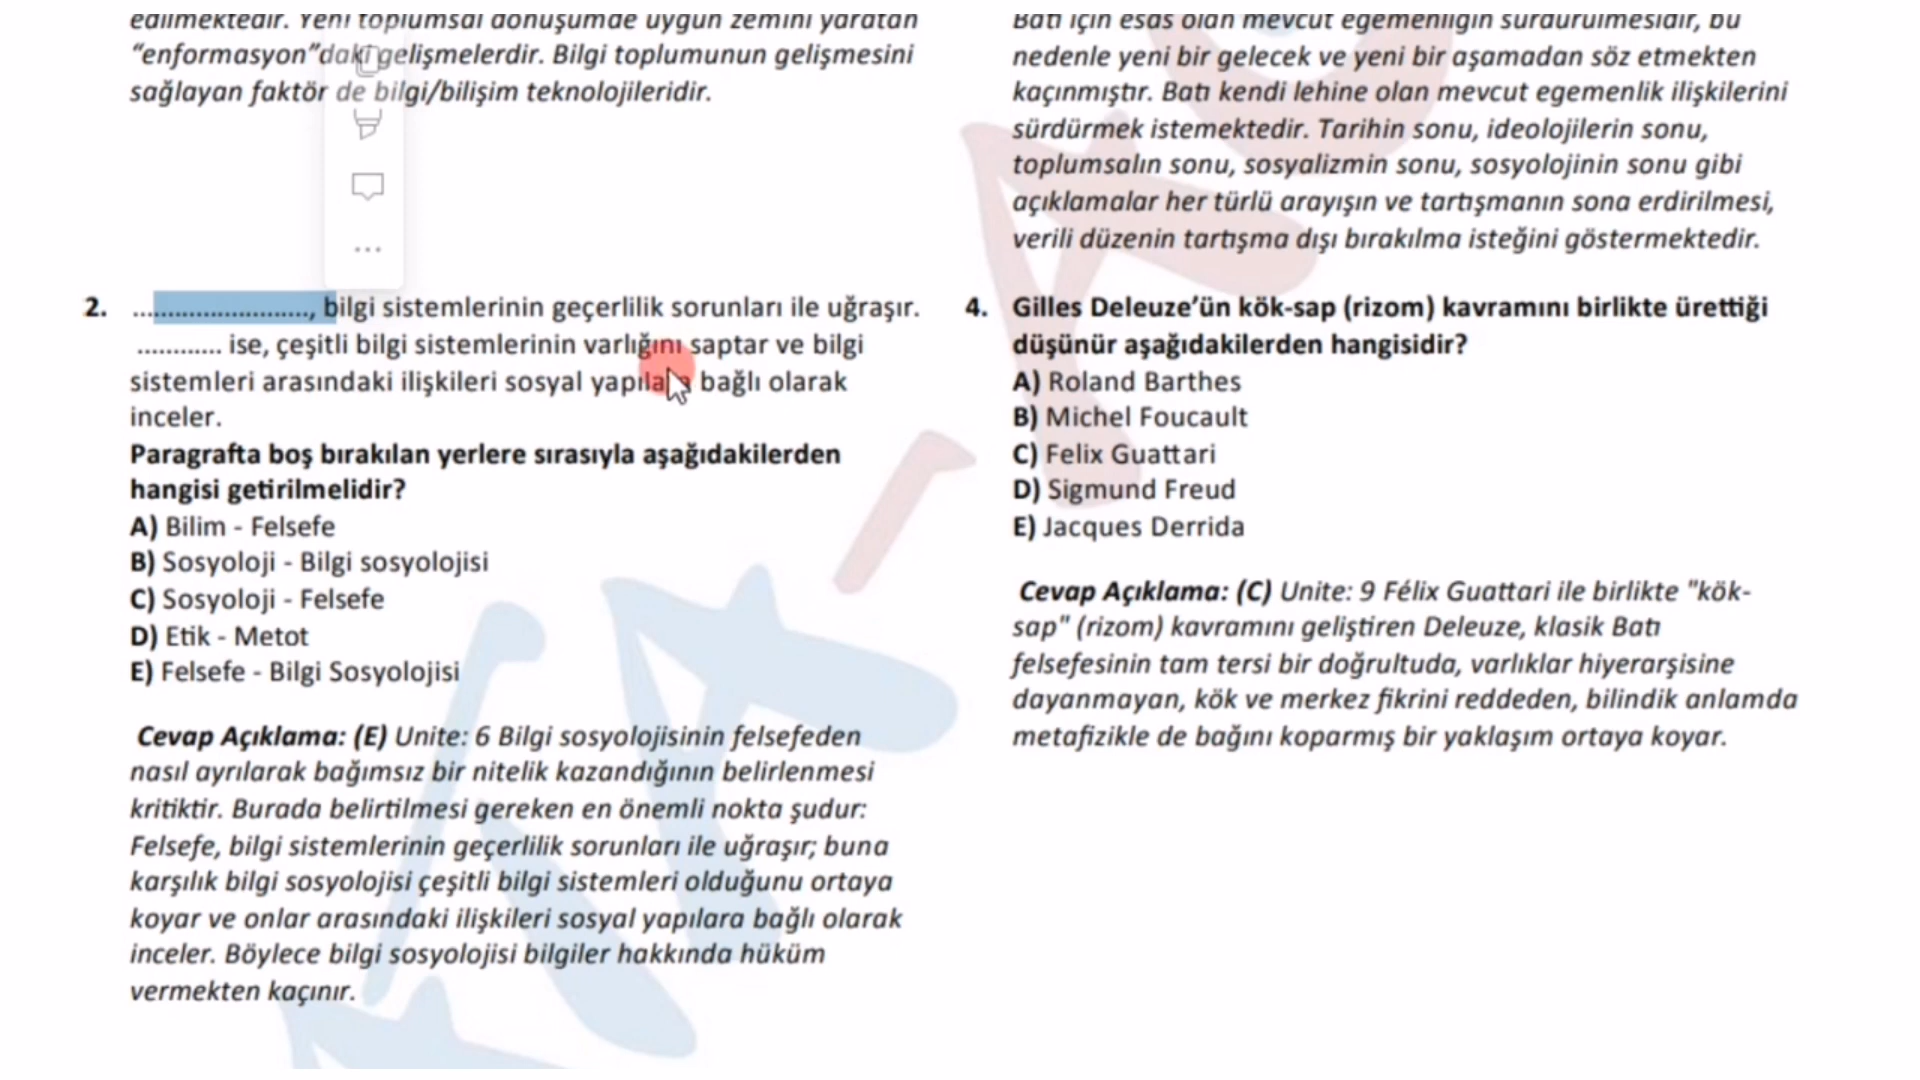 edilmektedir. Yeni toplumsal dönüşümde uygun zemini yaratan
“enformasyon”daki gelişmelerdir. Bilgi toplumunun gelişmesini
sağlayan faktör de bilgi/bilişim teknolojileridir.
2. ........................., bilgi sistemlerinin geçerlilik sorunları ile uğraşır.
............ ise, çeşitli bilgi sistemlerinin varlığını saptar ve bilgi
sistemleri arasındaki ilişkileri sosyal yapılara bağlı olarak
inceler.
Paragrafta boş bırakılan yerlere sırasıyla aşağıdakilerden
hangisi getirilmelidir?
A) Bilim - Felsefe
B) Sosyoloji - Bilgi sosyolojisi
C) Sosyoloji - Felsefe
D) Etik - Metot
E) Felsefe - Bilgi Sosyolojisi
Cevap Açıklama: (E) Unite: 6 Bilgi sosyolojisinin felsefeden
nasıl ayrılarak bağımsız bir nitelik kazandığının belirlenmesi
kritiktir. Burada belirtilmesi gereken en önemli nokta şudur:
Felsefe, bilgi sistemlerinin geçerlilik sorunları ile uğraşır; buna
karşılık bilgi sosyolojisi çeşitli bilgi sistemleri olduğunu ortaya
koyar ve onlar arasındaki ilişkileri sosyal yapılara bağlı olarak
inceler. Böylece bilgi sosyolojisi bilgiler hakkında hüküm
vermekten kaçınır.
Batı için esas olan mevcut egemenliğin sürdürülmesidir, bu
nedenle yeni bir gelecek ve yeni bir aşamadan söz etmekten
kaçınmıştır. Batı kendi lehine olan mevcut egemenlik ilişkilerini
sürdürmek istemektedir. Tarihin sonu, ideolojilerin sonu,
toplumsalın sonu, sosyalizmin sonu, sosyolojinin sonu gibi
açıklamalar her türlü arayışın ve tartışmanın sona erdirilmesi,
verili düzenin tartışma dışı bırakılma isteğini göstermektedir.
4. Gilles Deleuze’ün kök-sap (rizom) kavramını birlikte ürettiği
düşünür aşağıdakilerden hangisidir?
A) Roland Barthes
B) Michel Foucault
C) Felix Guattari
D) Sigmund Freud
E) Jacques Derrida
Cevap Açıklama: (C) Unite: 9 Félix Guattari ile birlikte "kök-
sap" (rizom) kavramını geliştiren Deleuze, klasik Batı
felsefesinin tam tersi bir doğrultuda, varlıklar hiyerarşisine
dayanmayan, kök ve merkez fikrini reddeden, bilindik anlamda
metafizikle de bağını koparmış bir yaklaşım ortaya koyar.